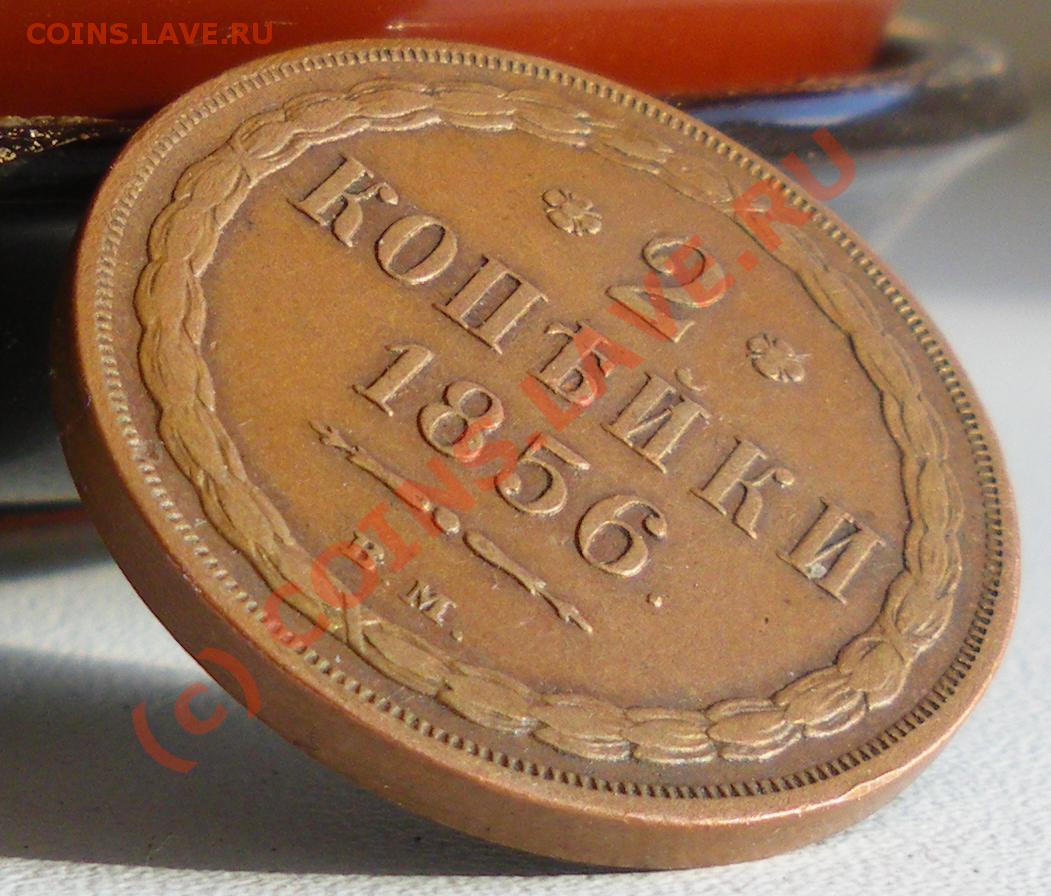 COINS.LAVE.RU
2
КОПѢЙКИ
1856.
В.М.
(c) COINS.LAVE.RU